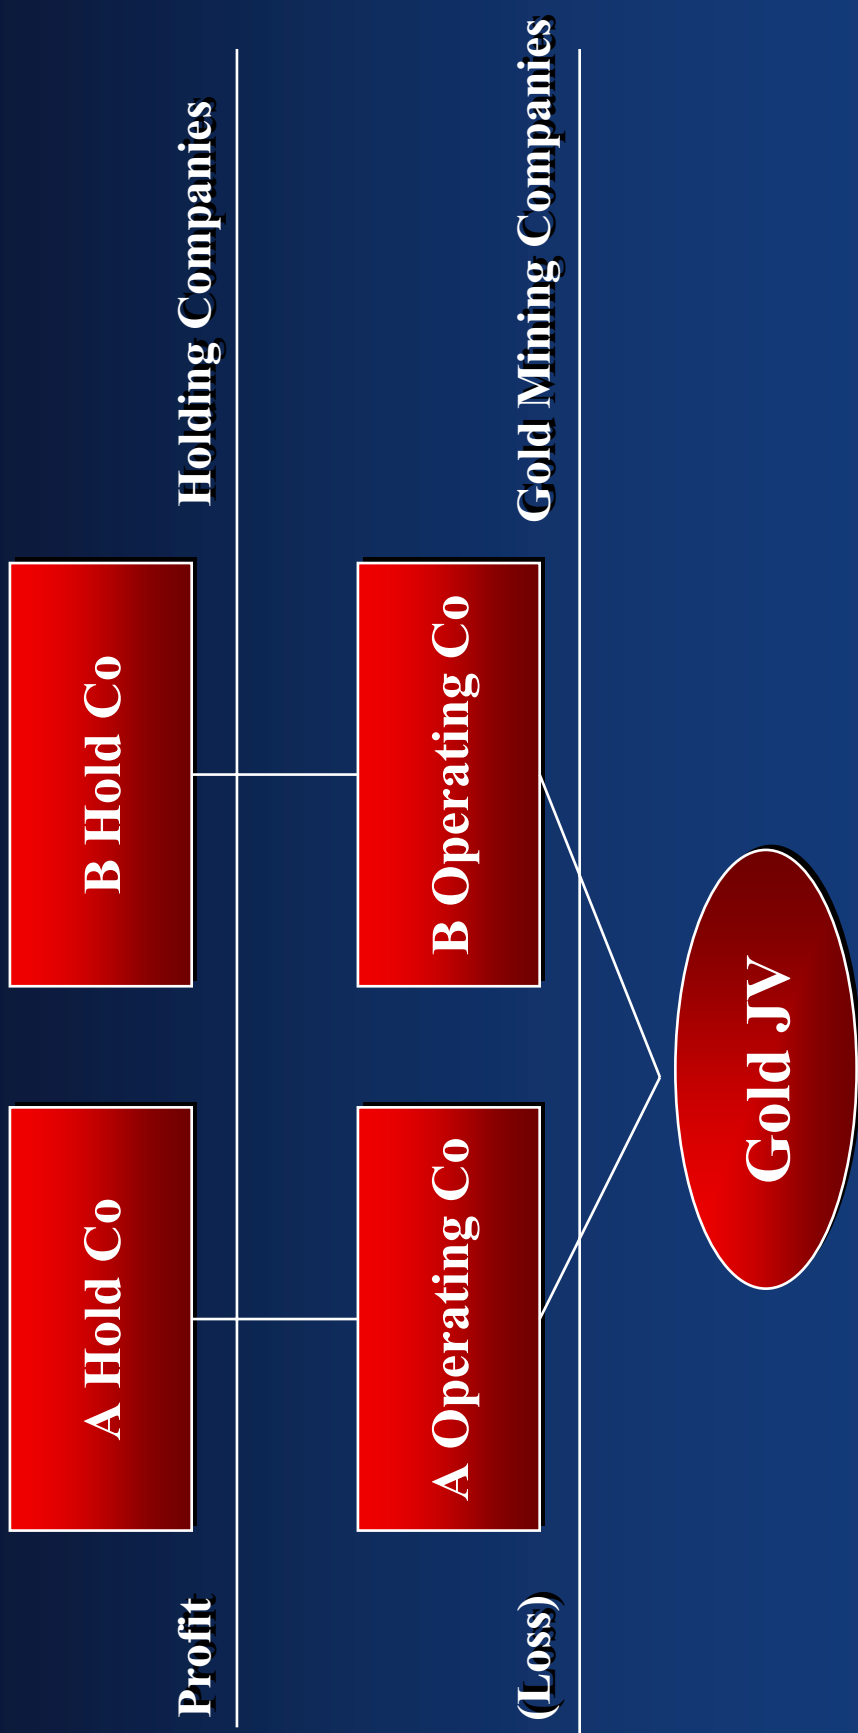 A Hold Co
B Hold Co
Profit
Holding Companies
A Operating Co
B Operating Co
(Loss)
Gold Mining Companies
Gold JV